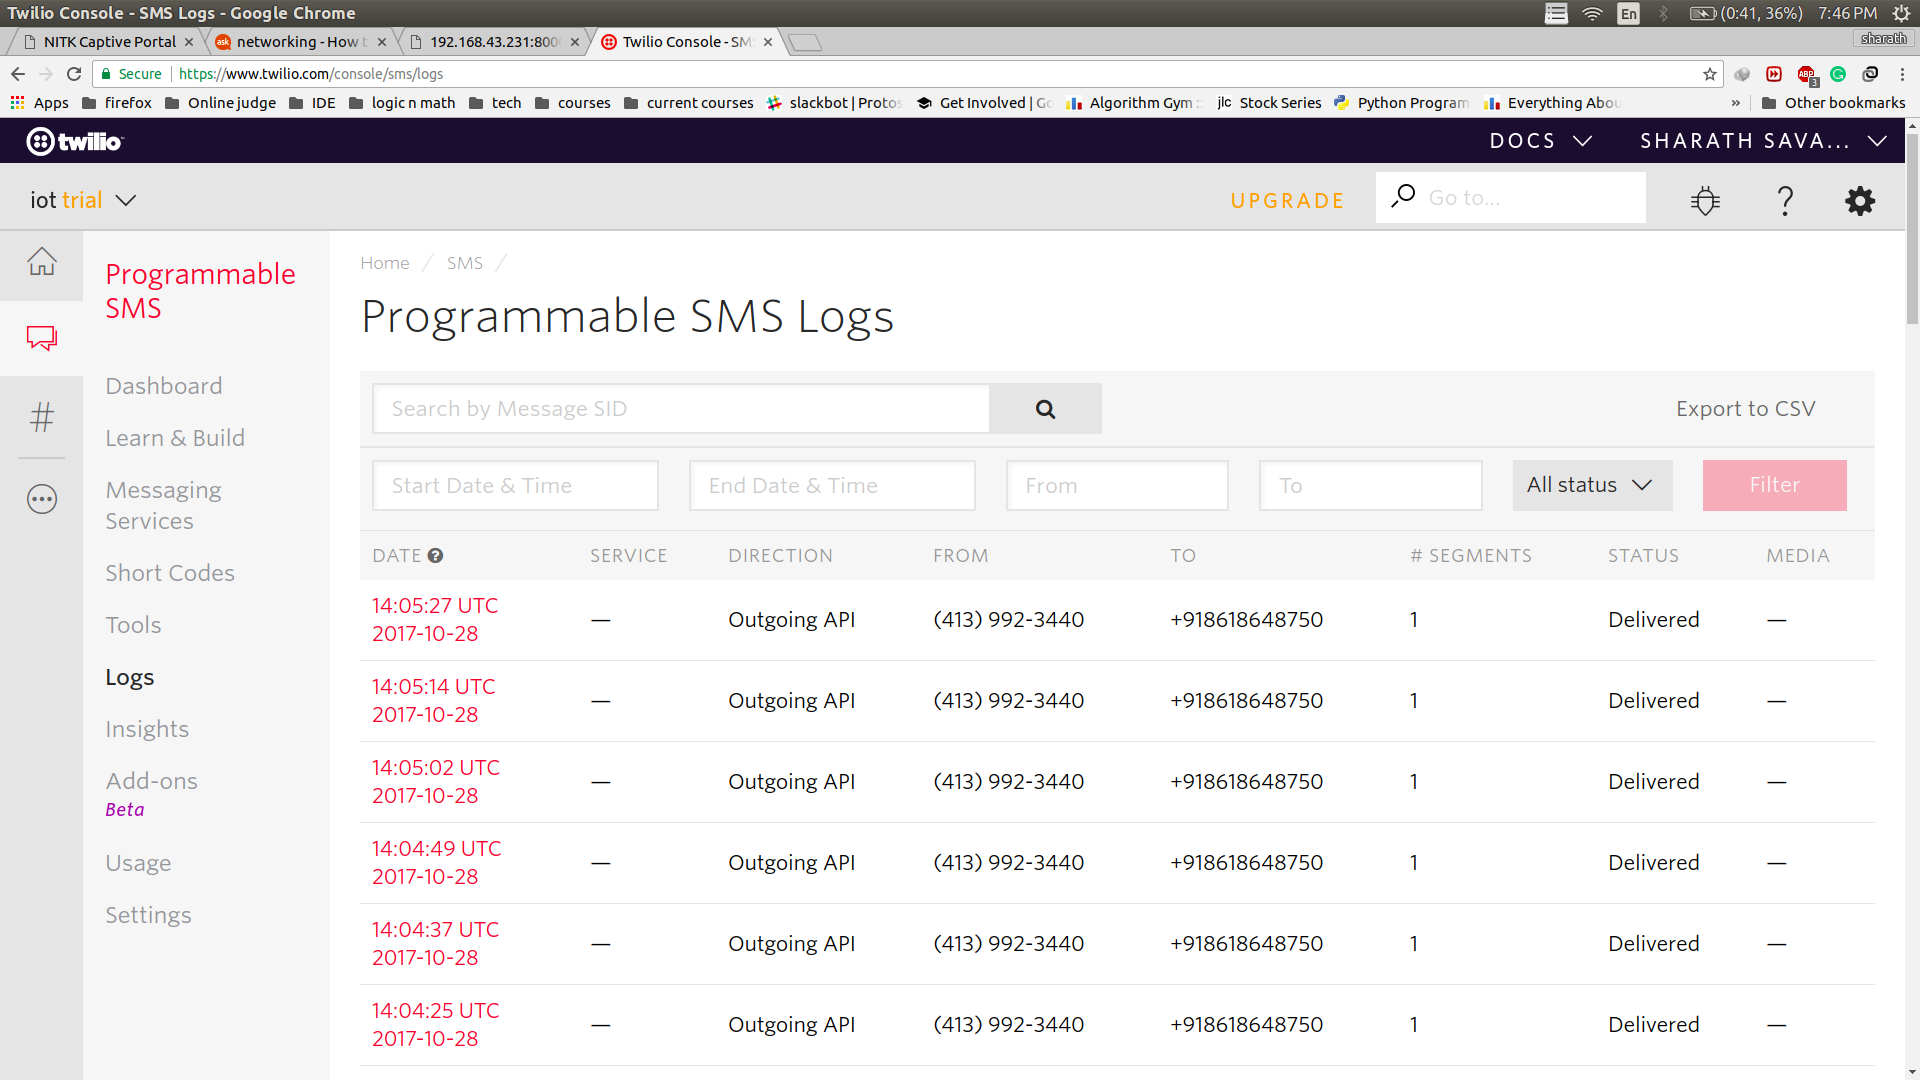 Twilio Console - SMS Logs - Google Chrome
En (0:41, 36%) 7:46 PM
NITK Captive Portal networking - How t 192.168.43.231:800 Twilio Console - SM sharath
Secure https://www.twilio.com/console/sms/logs ABP 3
Apps firefox Online judge IDE logic n math tech courses current courses slackbot | Protos Get Involved | Go Algorithm Gym :: jlc Stock Series Python Program Everything Abou » Other bookmarks
twilio DOCS SHARATH SAVA...
iot trial UPGRADE Go to...
Programmable
SMS
Dashboard
Learn & Build
Messaging
Services
Short Codes
Tools
Logs
Insights
Add-ons
Beta
Usage
Settings
Home / SMS /
Programmable SMS Logs
Search by Message SID Export to CSV
Start Date & Time End Date & Time From To All status Filter
DATE SERVICE DIRECTION FROM TO # SEGMENTS STATUS MEDIA
14:05:27 UTC
2017-10-28 — Outgoing API (413) 992-3440 +918618648750 1 Delivered —
14:05:14 UTC
2017-10-28 — Outgoing API (413) 992-3440 +918618648750 1 Delivered —
14:05:02 UTC
2017-10-28 — Outgoing API (413) 992-3440 +918618648750 1 Delivered —
14:04:49 UTC
2017-10-28 — Outgoing API (413) 992-3440 +918618648750 1 Delivered —
14:04:37 UTC
2017-10-28 — Outgoing API (413) 992-3440 +918618648750 1 Delivered —
14:04:25 UTC
2017-10-28 — Outgoing API (413) 992-3440 +918618648750 1 Delivered —